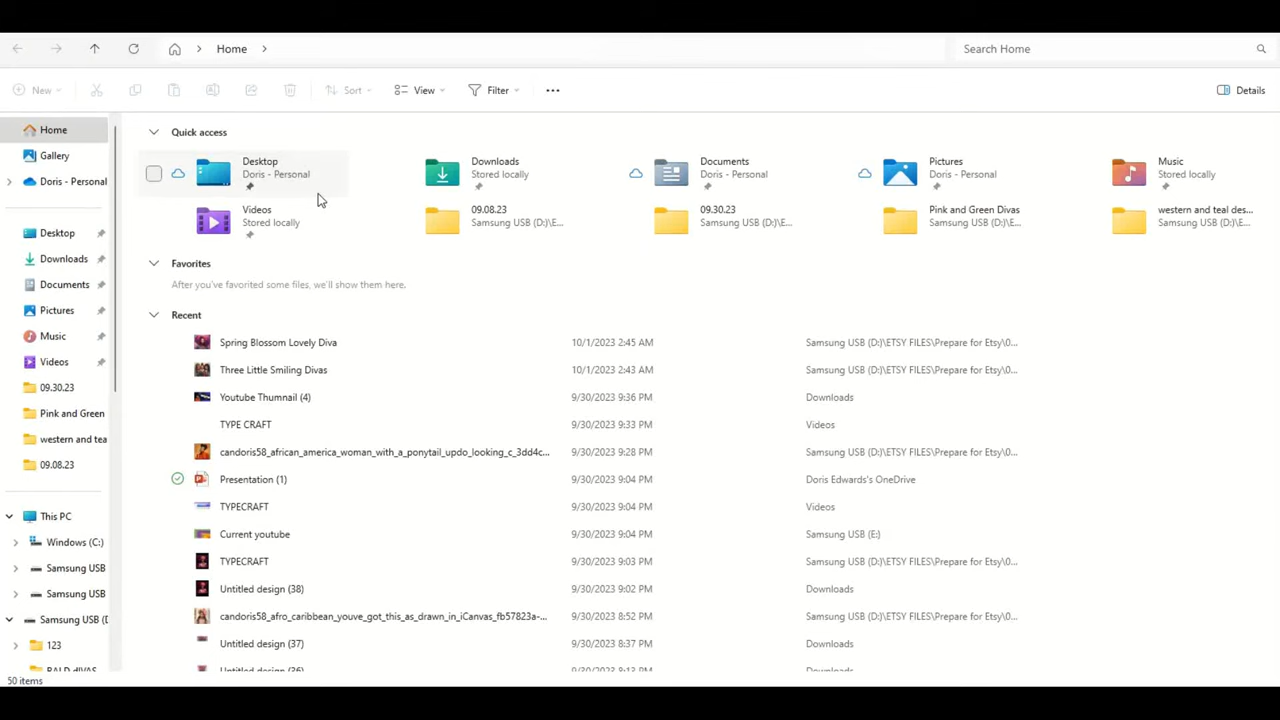 Home
Search Home
New
Sort
View
Filter
Details
Home
Gallery
Doris - Personal
Desktop
Downloads
Documents
Pictures
Music
Videos
09.30.23
Pink and Green
western and tea
09.08.23
This PC
Windows (C:)
Samsung USB
Samsung USB
Samsung USB (D
123
BALD dIVAS
Quick access
Desktop
Doris - Personal
Downloads
Stored locally
Documents
Doris - Personal
Pictures
Doris - Personal
Music
Stored locally
Videos
Stored locally
09.08.23
Samsung USB (D:)\E...
09.30.23
Samsung USB (D:)\E...
Pink and Green Divas
Samsung USB (D:)\E...
western and teal des...
Samsung USB (D:)\E...
Favorites
After you've favorited some files, we'll show them here.
Recent
Spring Blossom Lovely Diva 10/1/2023 2:45 AM Samsung USB (D:)\ETSY FILES\Prepare for Etsy\0...
Three Little Smiling Divas 10/1/2023 2:43 AM Samsung USB (D:)\ETSY FILES\Prepare for Etsy\0...
Youtube Thumnail (4) 9/30/2023 9:36 PM Downloads
TYPE CRAFT 9/30/2023 9:33 PM Videos
candoris58_african_america_woman_with_a_ponytail_updo_looking_c_3dd4c... 9/30/2023 9:28 PM Samsung USB (D:)\ETSY FILES\Prepare for Etsy\0...
Presentation (1) 9/30/2023 9:04 PM Doris Edwards's OneDrive
TYPECRAFT 9/30/2023 9:04 PM Videos
Current youtube 9/30/2023 9:04 PM Samsung USB (E:)
TYPECRAFT 9/30/2023 9:03 PM Samsung USB (D:)\ETSY FILES\Prepare for Etsy\0...
Untitled design (38) 9/30/2023 9:02 PM Downloads
candoris58_afro_caribbean_youve_got_this_as_drawn_in_iCanvas_fb57823a-... 9/30/2023 8:52 PM Samsung USB (D:)\ETSY FILES\Prepare for Etsy\0...
Untitled design (37) 9/30/2023 8:37 PM Downloads
Untitled design (36) 9/30/2023 8:13 PM Downloads
50 items